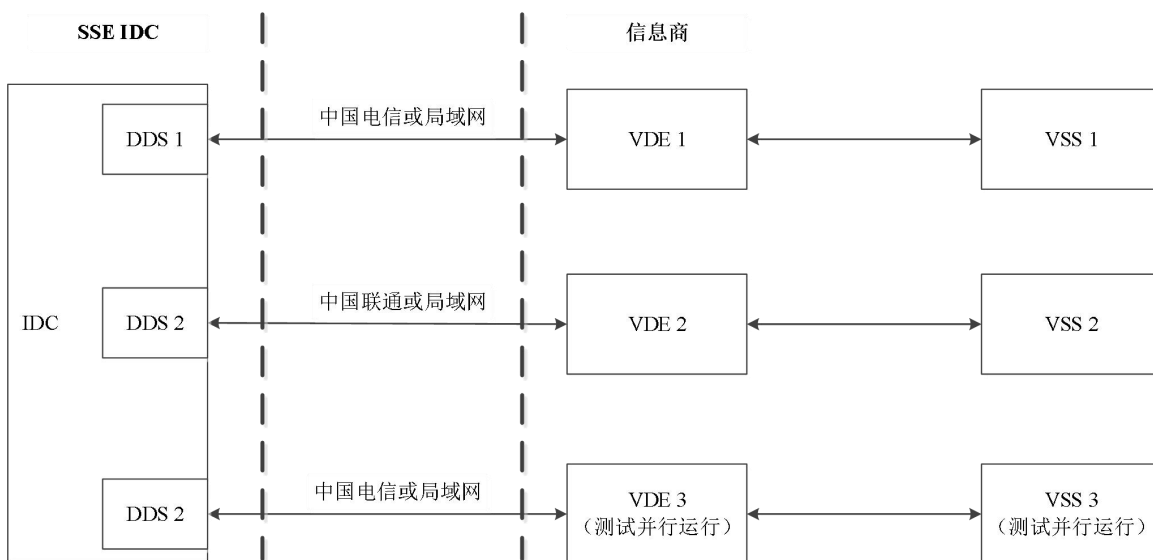 SSE IDC
信息商
中国电信或局域网
DDS 1
VDE 1
VSS 1
中国联通或局域网
IDC
DDS 2
VDE 2
VSS 2
中国电信或局域网
DDS 2
VDE 3
（测试并行运行）
VSS 3
（测试并行运行）